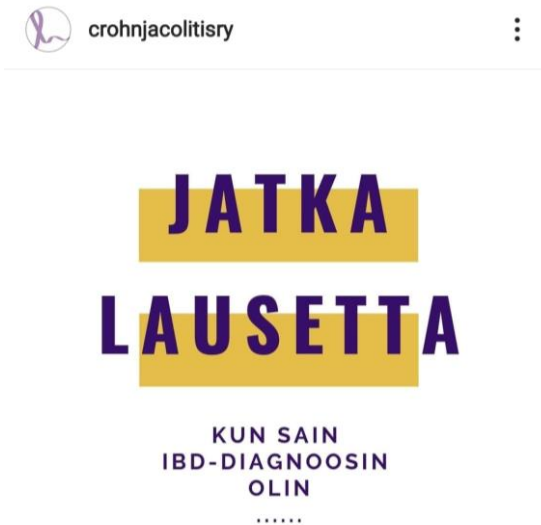 crohnjacolitisry
JATKA
LAUSETTA
KUN SAIN
IBD-DIAGNOOSIN
OLIN
......